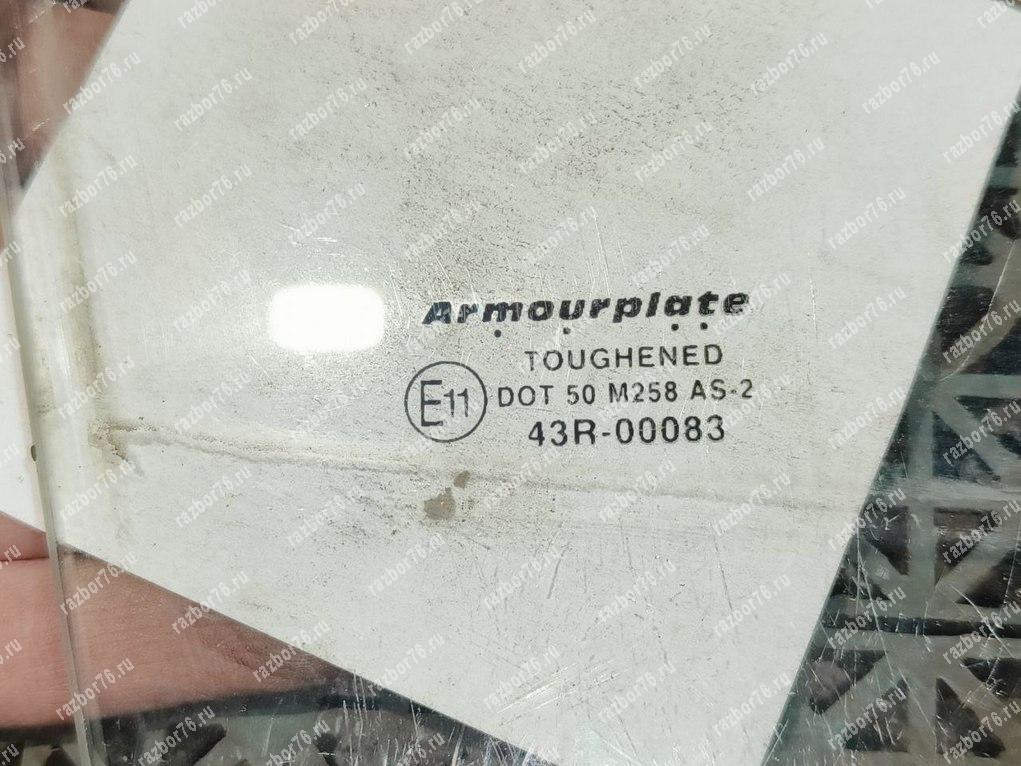 Armourplate
TOUGHENED
E11 DOT 50 M258 AS-2
43R-00083
razbor76.ru